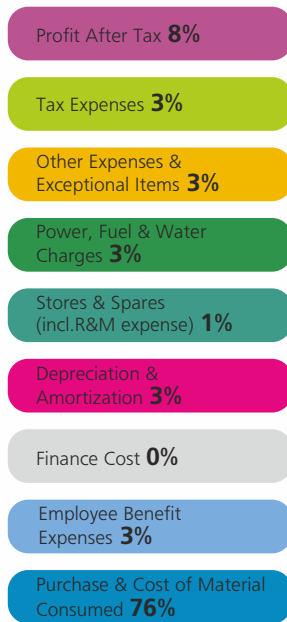 Profit After Tax 8%
Tax Expenses 3%
Other Expenses &
Exceptional Items 3%
Power, Fuel & Water
Charges 3%
Stores & Spares
(incl.R&M expense) 1%
Depreciation &
Amortization 3%
Finance Cost 0%
Employee Benefit
Expenses 3%
Purchase & Cost of Material
Consumed 76%